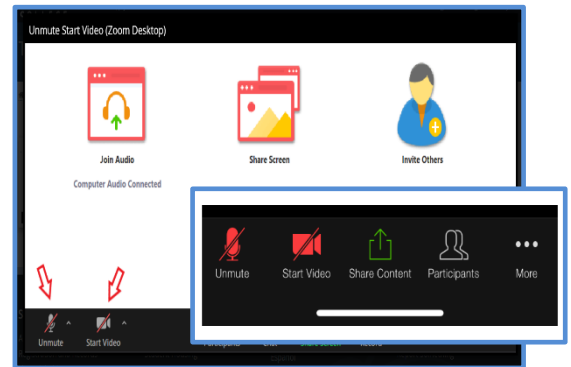 Unmute Start Video (Zoom Desktop)
Join Audio Share Screen Invite Others
Computer Audio Connected
Unmute Start Video Share Content Participants More
Unmute Start Video